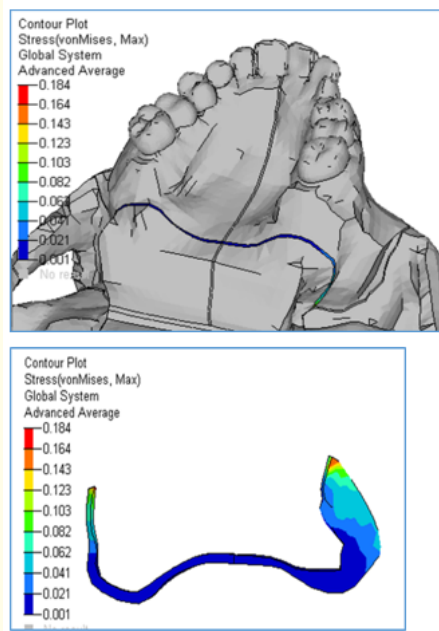 Contour Plot
Stress(vonMises, Max)
Global System
Advanced Average
0.184
0.164
0.143
0.123
0.103
0.082
0.021
0.001
No
Contour Plot
Stress(vonMises, Max)
Global System
Advanced Average
0.184
0.164
0.143
0.123
0.103
0.082
0.062
0.041
0.021
0.001
No result